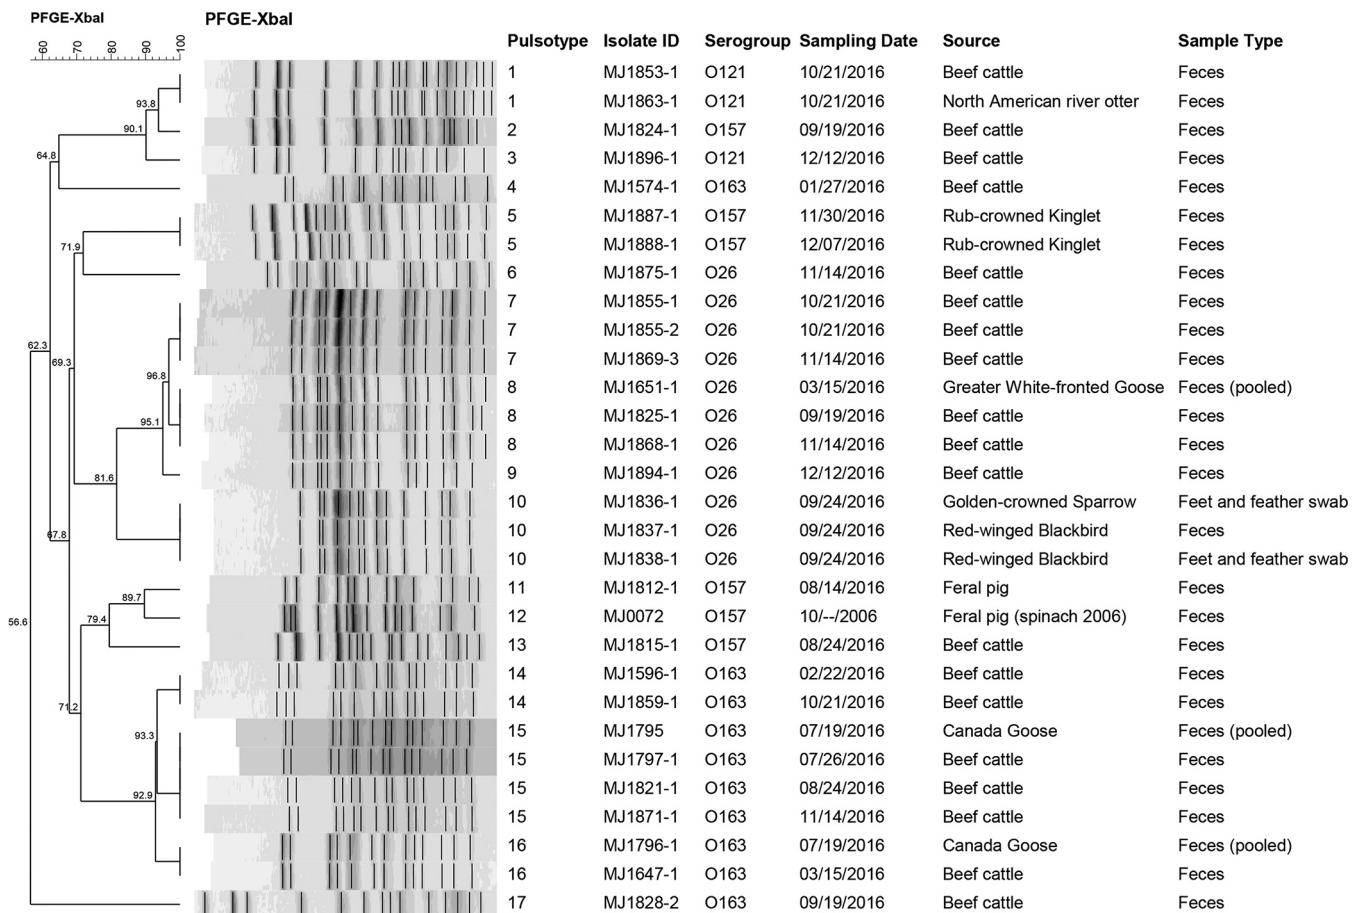 PFGE-XbaI PFGE-XbaI
60 70 80 90 100
Pulsotype Isolate ID Serogroup Sampling Date Source Sample Type
1 MJ1853-1 O121 10/21/2016 Beef cattle Feces
1 MJ1863-1 O121 10/21/2016 North American river otter Feces
93.8
2 MJ1824-1 O157 09/19/2016 Beef cattle Feces
90.1
3 MJ1896-1 O121 12/12/2016 Beef cattle Feces
64.8
4 MJ1574-1 O163 01/27/2016 Beef cattle Feces
5 MJ1887-1 O157 11/30/2016 Rub-crowned Kinglet Feces
5 MJ1888-1 O157 12/07/2016 Rub-crowned Kinglet Feces
71.9
6 MJ1875-1 O26 11/14/2016 Beef cattle Feces
7 MJ1855-1 O26 10/21/2016 Beef cattle Feces
7 MJ1855-2 O26 10/21/2016 Beef cattle Feces
62.3
7 MJ1869-3 O26 11/14/2016 Beef cattle Feces
69.3
96.8
8 MJ1651-1 O26 03/15/2016 Greater White-fronted Goose Feces (pooled)
8 MJ1825-1 O26 09/19/2016 Beef cattle Feces
95.1
8 MJ1868-1 O26 11/14/2016 Beef cattle Feces
9 MJ1894-1 O26 12/12/2016 Beef cattle Feces
81.6
10 MJ1836-1 O26 09/24/2016 Golden-crowned Sparrow Feet and feather swab
10 MJ1837-1 O26 09/24/2016 Red-winged Blackbird Feces
67.8
10 MJ1838-1 O26 09/24/2016 Red-winged Blackbird Feet and feather swab
11 MJ1812-1 O157 08/14/2016 Feral pig Feces
89.7
12 MJ0072 O157 10/--/2006 Feral pig (spinach 2006) Feces
79.4
56.6
13 MJ1815-1 O157 08/24/2016 Beef cattle Feces
14 MJ1596-1 O163 02/22/2016 Beef cattle Feces
14 MJ1859-1 O163 10/21/2016 Beef cattle Feces
71.2
15 MJ1795 O163 07/19/2016 Canada Goose Feces (pooled)
93.3
15 MJ1797-1 O163 07/26/2016 Beef cattle Feces
15 MJ1821-1 O163 08/24/2016 Beef cattle Feces
92.9
15 MJ1871-1 O163 11/14/2016 Beef cattle Feces
16 MJ1796-1 O163 07/19/2016 Canada Goose Feces (pooled)
16 MJ1647-1 O163 03/15/2016 Beef cattle Feces
17 MJ1828-2 O163 09/19/2016 Beef cattle Feces